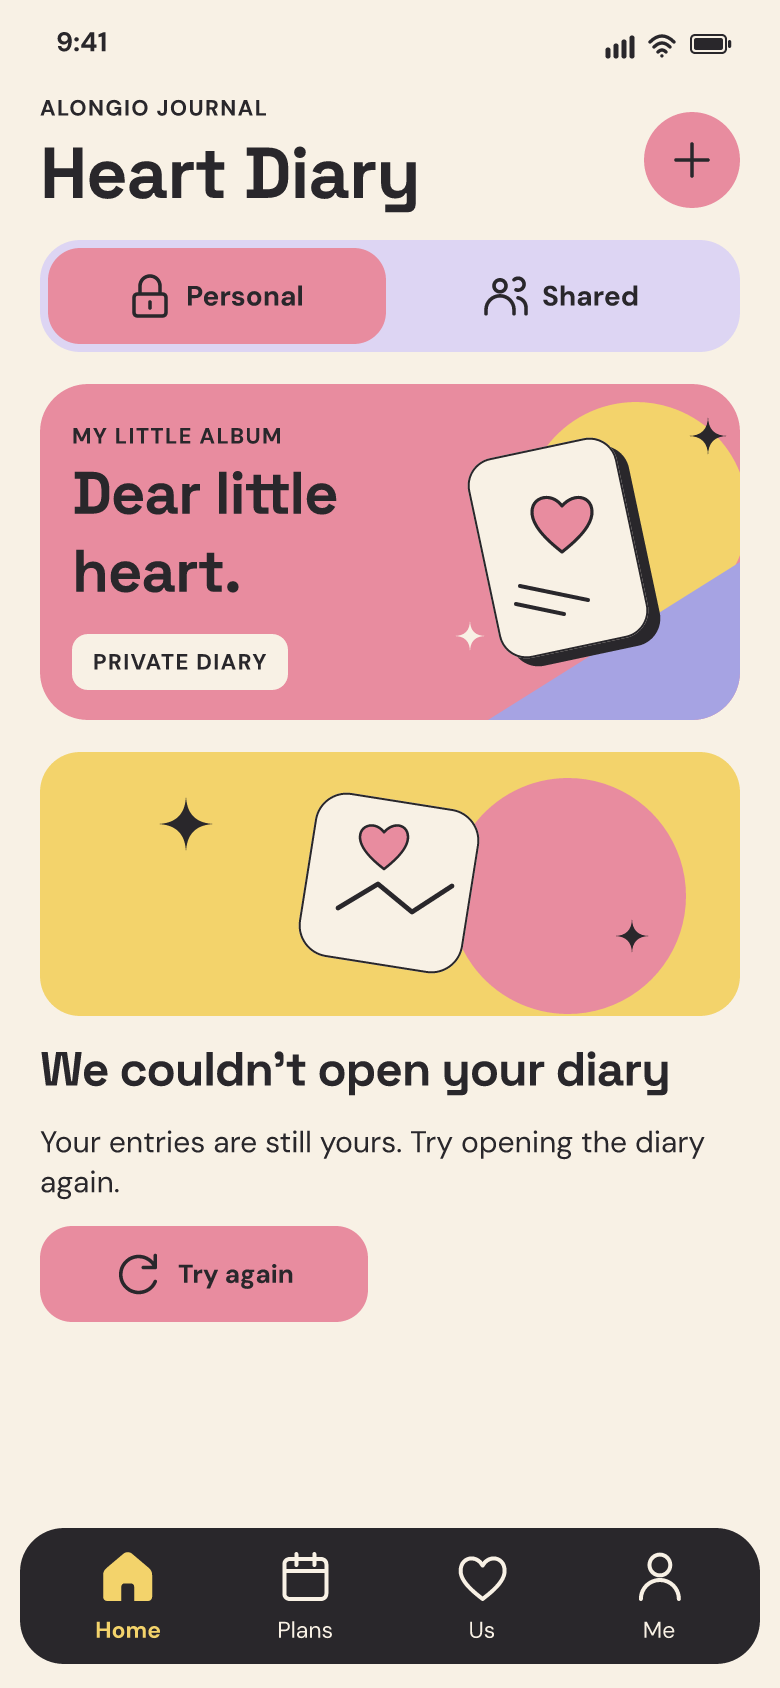 9:41
ALONGIO JOURNAL
Heart Diary
Personal
Shared
MY LITTLE ALBUM
Dear little
heart.
PRIVATE DIARY
We couldn’t open your diary
Your entries are still yours. Try opening the diary
again.
Try again
Home
Plans
Us
Me